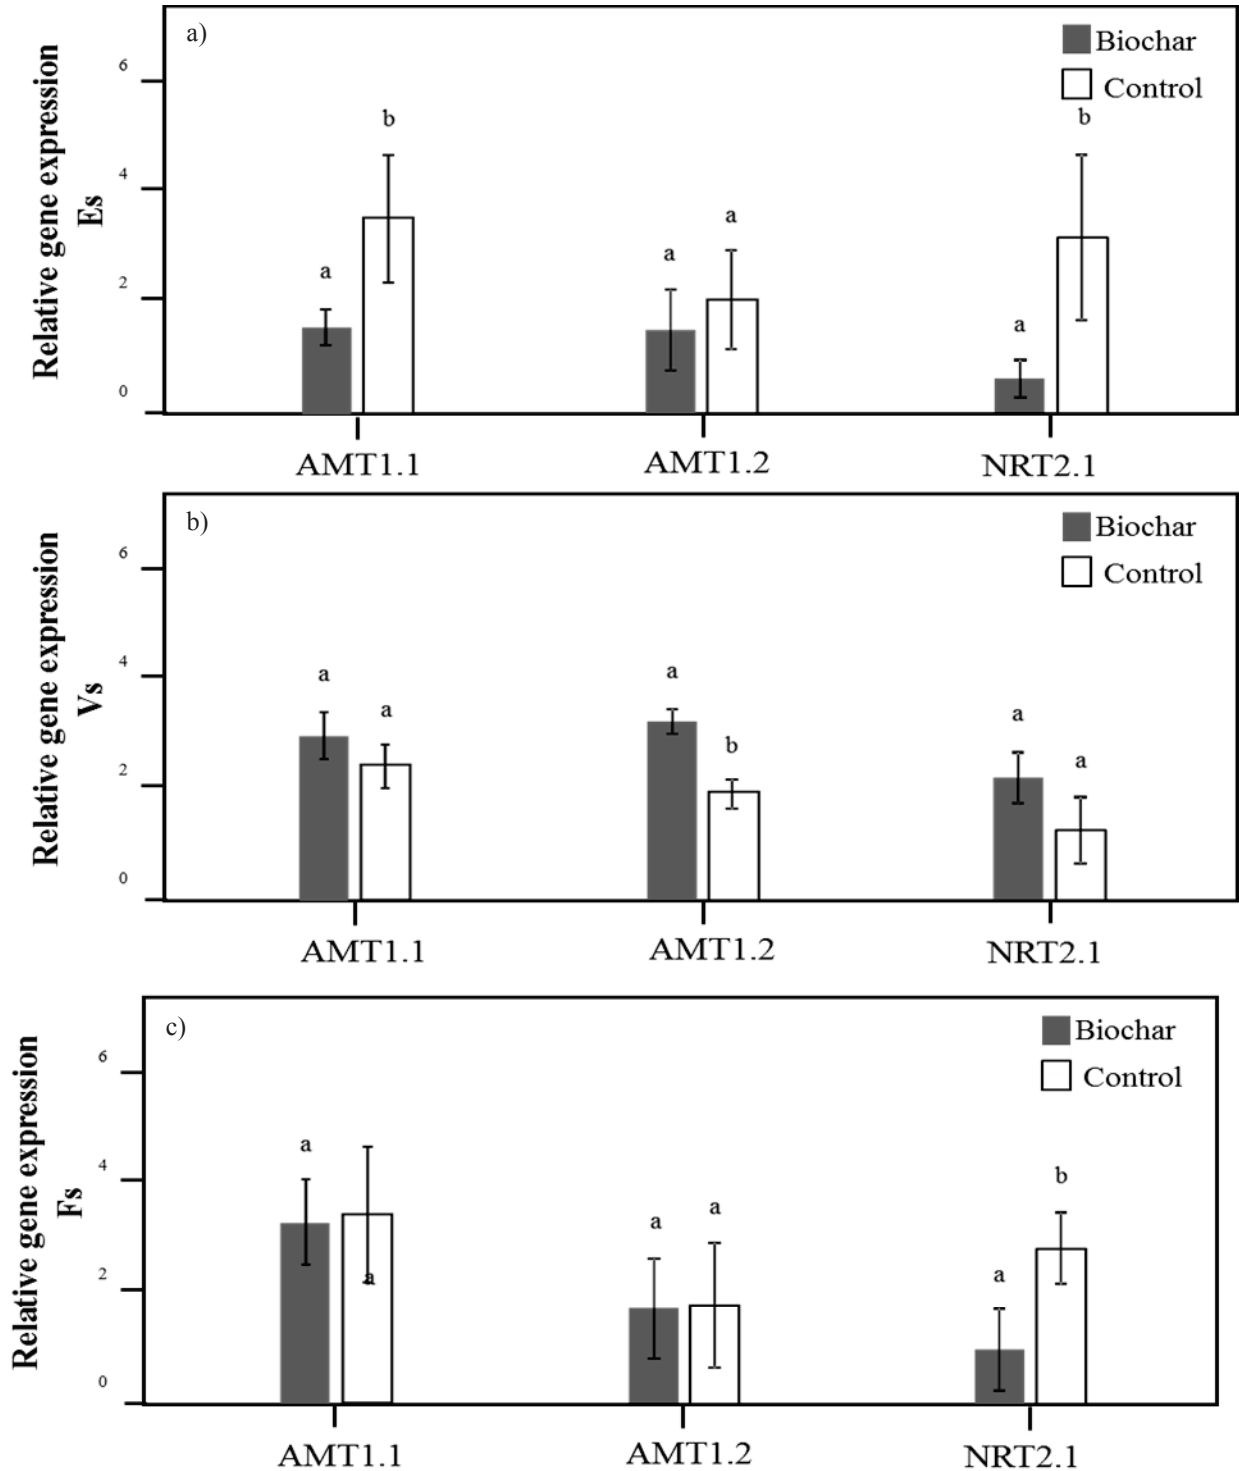 a)
Biochar
Control
Relative gene expression
Es
6
4
2
0
a
b
a
a
a
b
AMT1.1
AMT1.2
NRT2.1
b)
Biochar
Control
Relative gene expression
Vs
6
4
2
0
a
a
a
b
a
a
AMT1.1
AMT1.2
NRT2.1
c)
Biochar
Control
Relative gene expression
Fs
6
4
2
0
a
a
a
a
a
b
AMT1.1
AMT1.2
NRT2.1